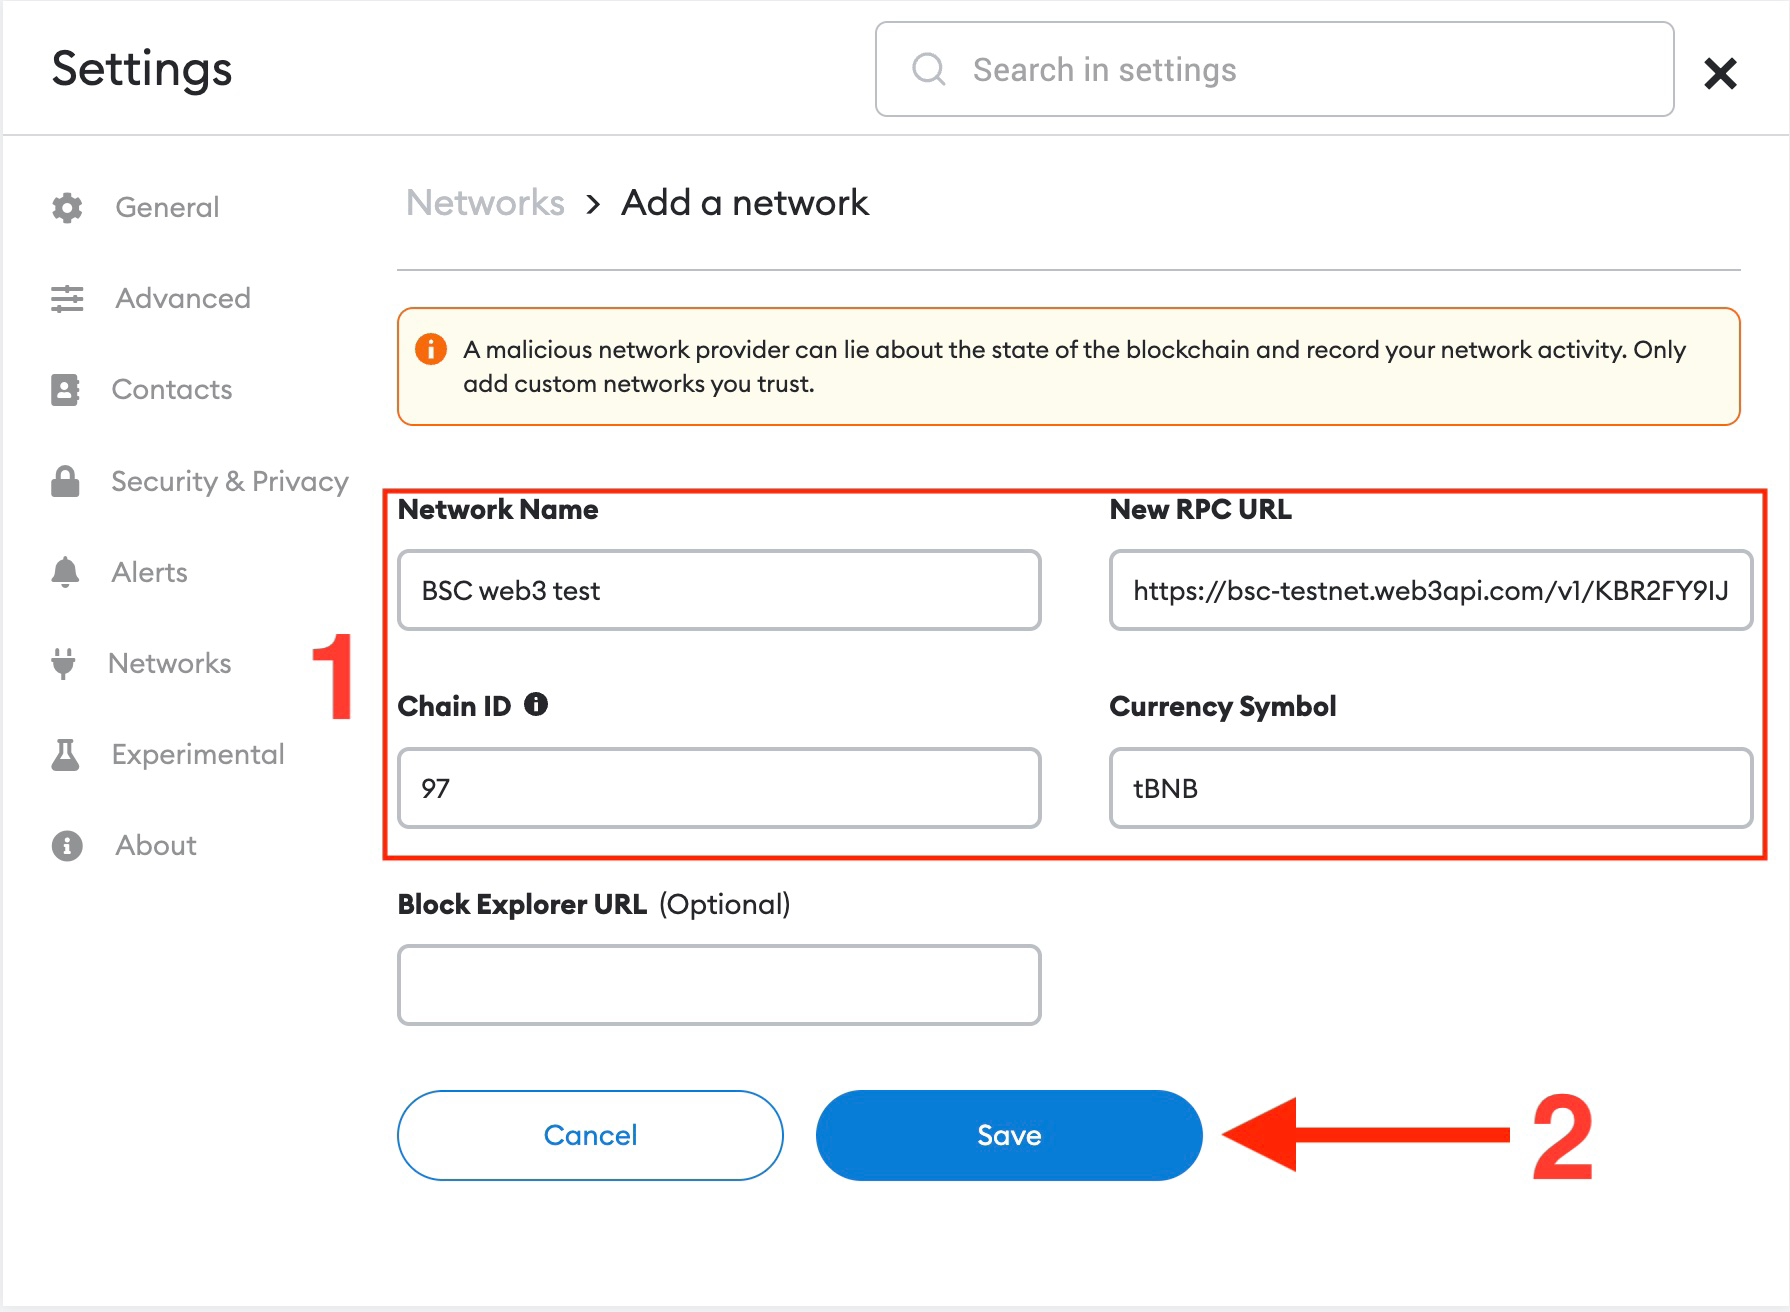 Settings
Search in settings
General
Advanced
Contacts
Security & Privacy
Alerts
Networks
Experimental
About
Networks > Add a network
A malicious network provider can lie about the state of the blockchain and record your network activity. Only
add custom networks you trust.
1
Network Name
BSC web3 test
New RPC URL
https://bsc-testnet.web3api.com/v1/KBR2FY9IJ
Chain ID
97
Currency Symbol
tBNB
Block Explorer URL (Optional)
Cancel
Save
2